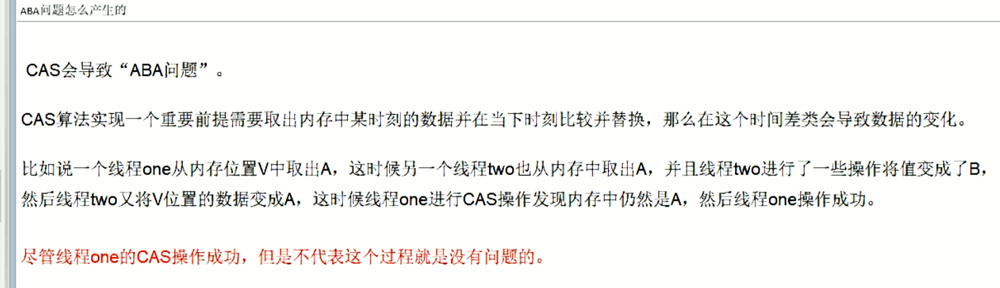 ABA问题怎么产生的
CAS会导致“ABA问题”。
CAS算法实现一个重要前提需要取出内存中某时刻的数据并在当下时刻比较并替换，那么在这个时间差类会导致数据的变化。
比如说一个线程one从内存位置V中取出A，这时候另一个线程two也从内存中取出A，并且线程two进行了一些操作将值变成了B，
然后线程two又将V位置的数据变成A，这时候线程one进行CAS操作发现内存中仍然是A，然后线程one操作成功。
尽管线程one的CAS操作成功，但是不代表这个过程就是没有问题的。